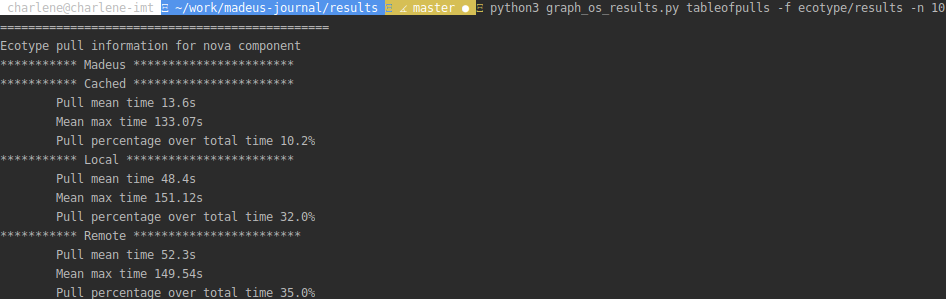 charlene@charlene-imt ~/work/madeus-journal/results master ● python3 graph_os_results.py tableofpulls -f ecotype/results -n 10
===============================================
Ecotype pull information for nova component
*********** Madeus ***********************
*********** Cached ***********************
Pull mean time 13.6s
Mean max time 133.07s
Pull percentage over total time 10.2%
*********** Local ************************
Pull mean time 48.4s
Mean max time 151.12s
Pull percentage over total time 32.0%
*********** Remote ************************
Pull mean time 52.3s
Mean max time 149.54s
Pull percentage over total time 35.0%